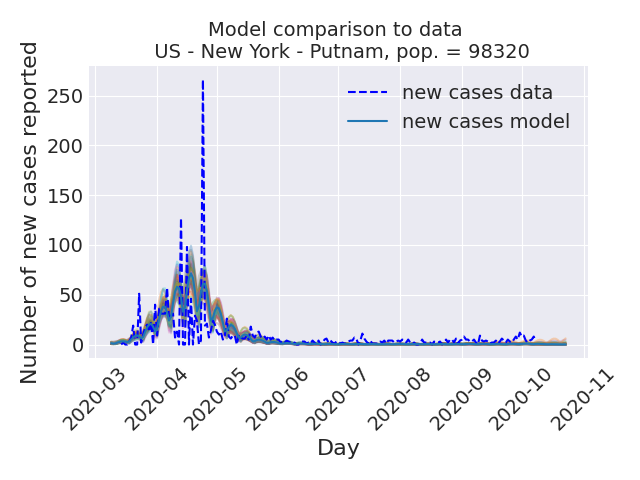 Model comparison to data
US - New York - Putnam, pop. = 98320
Number of new cases reported
250
200
150
100
50
0
new cases data
new cases model
2020-03
2020-04
2020-05
2020-06
2020-07
2020-08
2020-09
2020-10
2020-11
Day